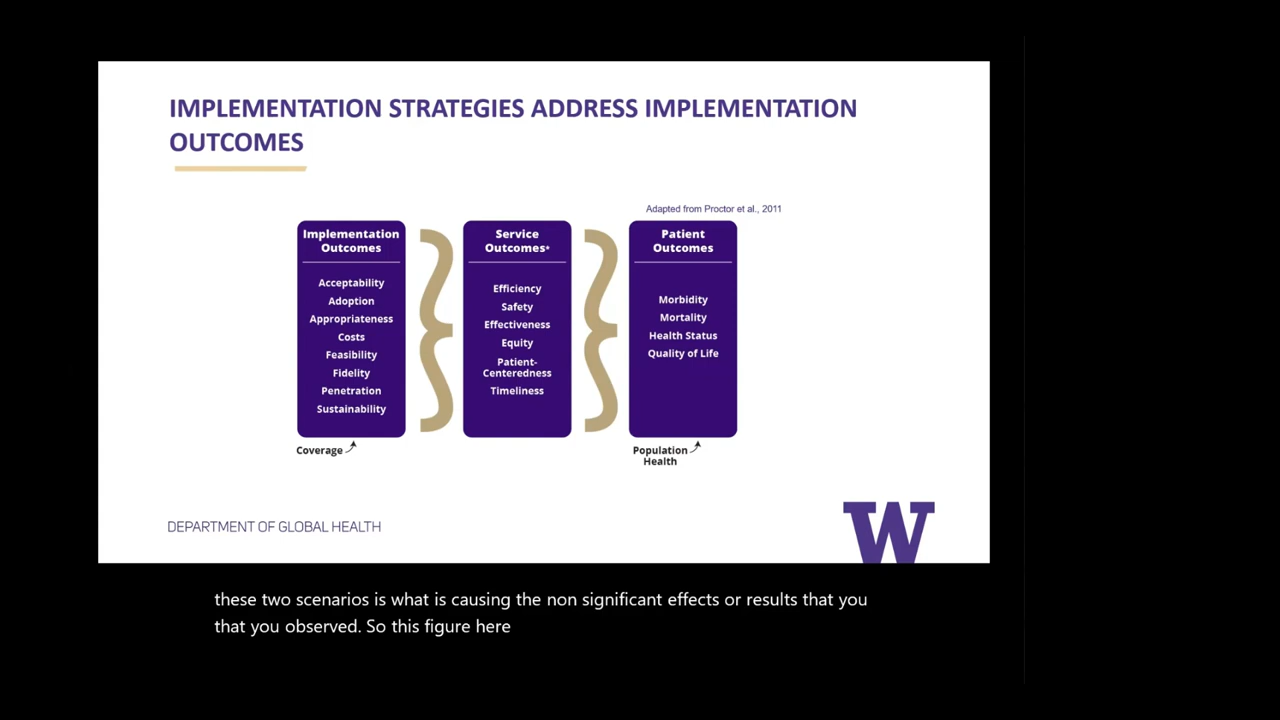 IMPLEMENTATION STRATEGIES ADDRESS IMPLEMENTATION
OUTCOMES
Adapted from Proctor et al., 2011
Implementation
Outcomes
Acceptability
Adoption
Appropriateness
Costs
Feasibility
Fidelity
Penetration
Sustainability
Coverage
Service
Outcomes*
Efficiency
Safety
Effectiveness
Equity
Patient-
Centeredness
Timeliness
Patient
Outcomes
Morbidity
Mortality
Health Status
Quality of Life
Population
Health
DEPARTMENT OF GLOBAL HEALTH
W
these two scenarios is what is causing the non significant effects or results that you
that you observed. So this figure here